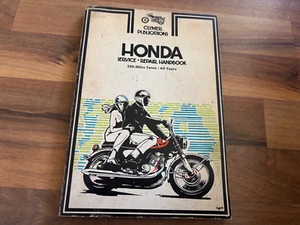 CLYMER
PUBLICATIONS
HONDA
SERVICE • REPAIR HANDBOOK
250-350cc Twins • All Years